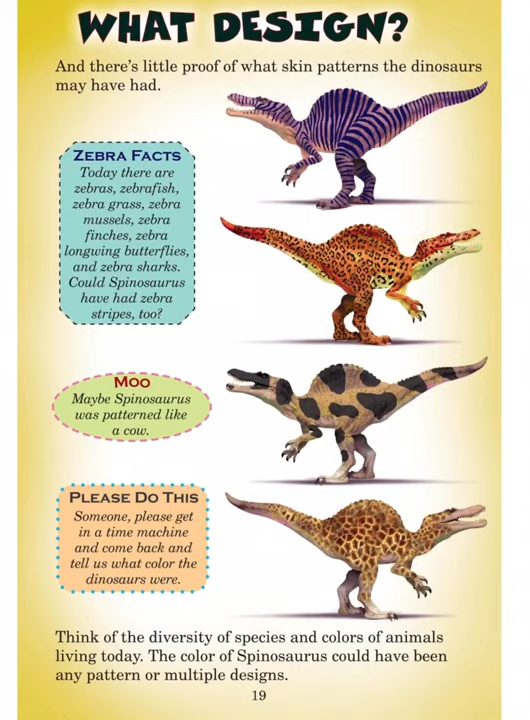 WHAT DESIGN?
And there's little proof of what skin patterns the dinosaurs
may have had.
ZEBRA FACTS
Today there are
zebras, zebrafish,
zebra grass, zebra
mussels, zebra
finches, zebra
longwing butterflies,
and zebra sharks.
Could Spinosaurus
have had zebra
stripes, too?
MOO
Maybe Spinosaurus
was patterned like
a cow.
PLEASE DO THIS
Someone, please get
in a time machine
and come back and
tell us what color the
dinosaurs were.
Think of the diversity of species and colors of animals
living today. The color of Spinosaurus could have been
any pattern or multiple designs.
19